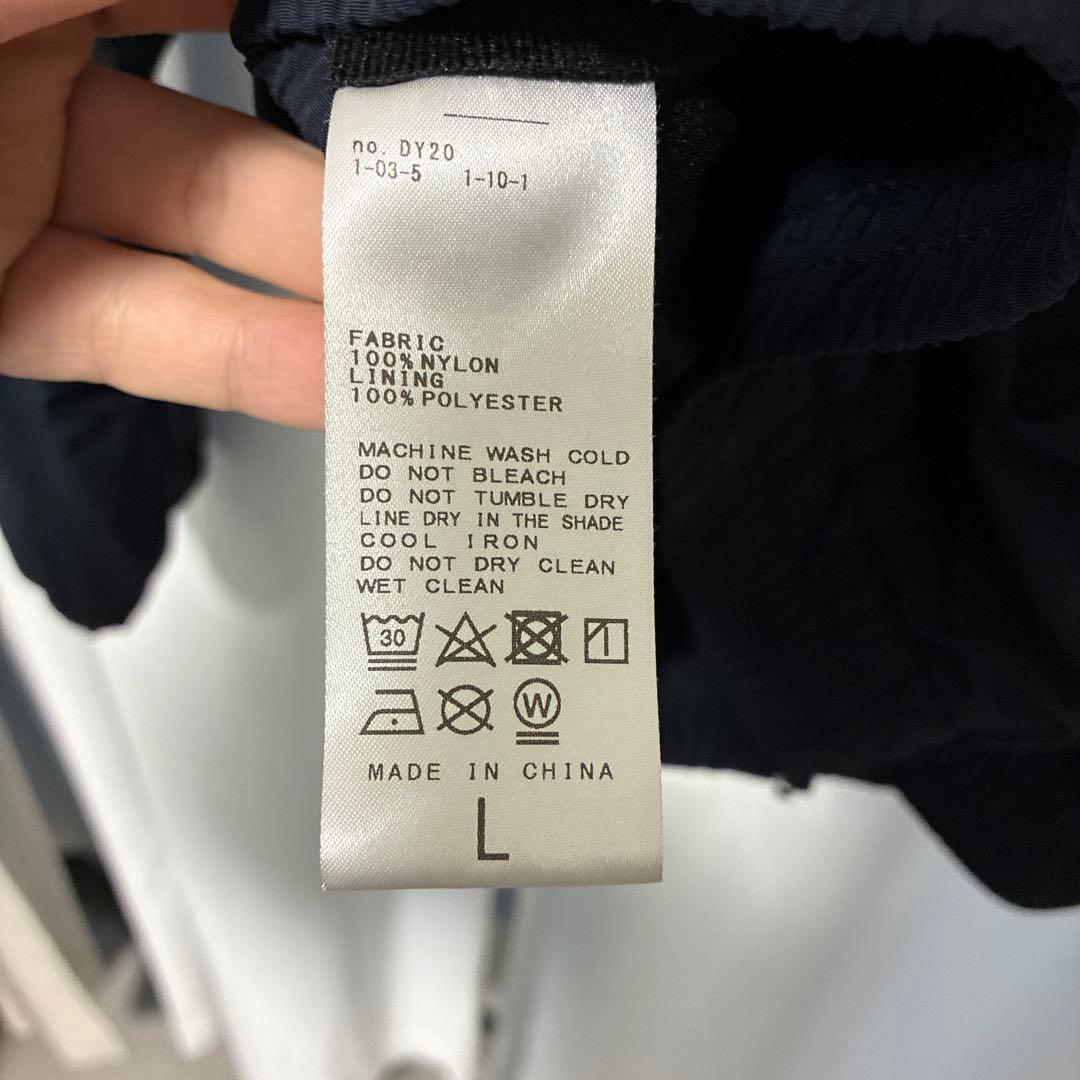 no. DY20
1-03-5 1-10-1
FABRIC
100%NYLON
LINING
100%POLYESTER
MACHINE WASH COLD
DO NOT BLEACH
DO NOT TUMBLE DRY
LINE DRY IN THE SHADE
COOL IRON
DO NOT DRY CLEAN
WET CLEAN
30
W
MADE IN CHINA
L